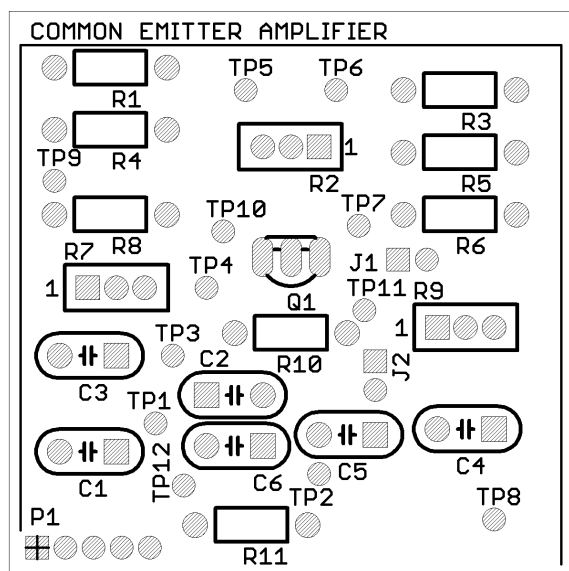 COMMON EMITTER AMPLIFIER
TP5 TP6
R1 R3
R4 1
TP9 R2 R5
TP10 TP7
R7 R8 R6
J1
1 TP4 Q1 TP11 R9
TP3 1
C2 R10 J2
C3
TP1
C1 TP12 C6 C5 C4
P1 TP2 TP8
R11